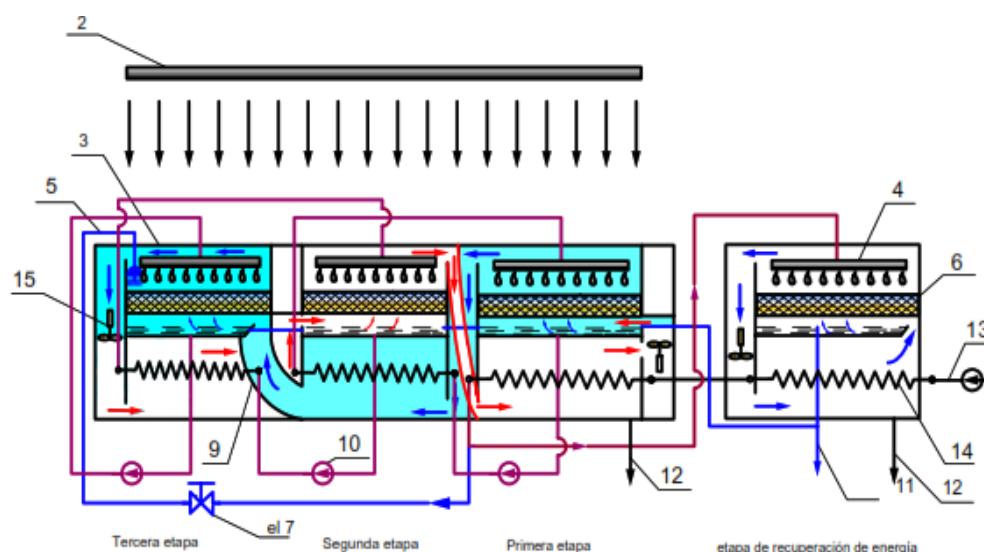 2
3
5
4
15
6
13
9
10
12
11
12
14
el 7
Tercera etapa
Segunda etapa
Primera etapa
etapa de recuperación de energía